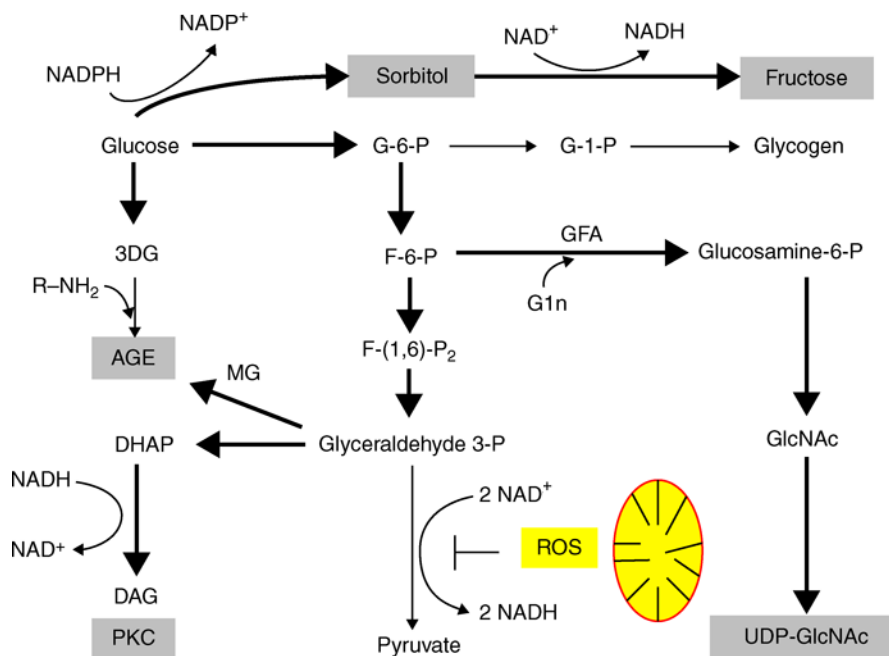 NADP⁺
NAD⁺ NADH
NADPH Sorbitol Fructose
Glucose G-6-P G-1-P Glycogen
3DG F-6-P GFA Glucosamine-6-P
R–NH₂ G1n
AGE F-(1,6)-P₂
MG
DHAP Glyceraldehyde 3-P GlcNAc
NADH 2 NAD⁺
NAD⁺ ROS
DAG 2 NADH
PKC Pyruvate UDP-GlcNAc